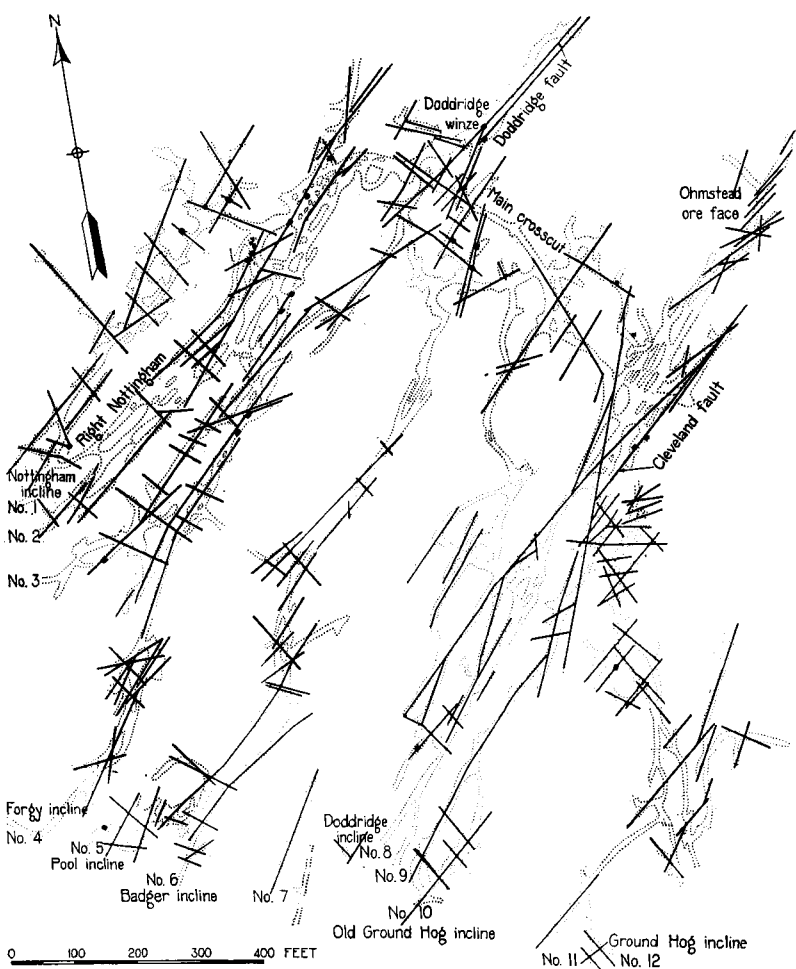 N
Doddridge
winze
Doddridge fault
Main crosscut
Ohmstead
ore face
Right Nottingham
Cleveland fault
Nottingham
incline
No. 1
No. 2
No. 3
Forgy incline
No. 4
No. 5
Pool incline
No. 6
Badger incline
No. 7
Doddridge
incline
No. 8
No. 9
No. 10
Old Ground Hog incline
Ground Hog incline
No. 11
No. 12
0 100 200 300 400 FEET